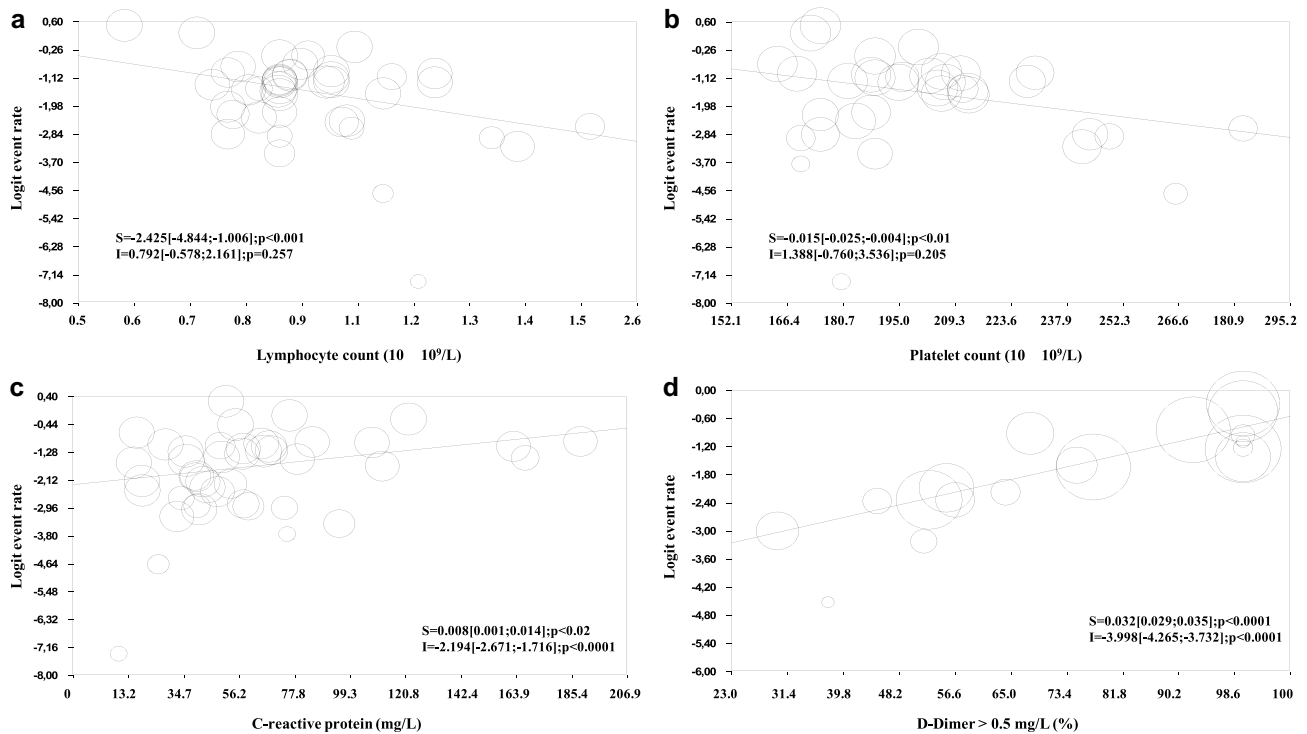 a
0,60
-0,26
-1,12
-1,98
-2,84
-3,70
-4,56
-5,42
-6,28
-7,14
-8,00
Logit event rate
S=-2.425[-4.844;-1.006];p<0.001
I=0.792[-0.578;2.161];p=0.257
0.5 0.6 0.7 0.8 0.9 1.1 1.2 1.3 1.4 1.5 2.6
Lymphocyte count (10 10⁹/L)
b
0,60
-0,26
-1,12
-1,98
-2,84
-3,70
-4,56
-5,42
-6,28
-7,14
-8,00
Logit event rate
S=-0.015[-0.025;-0.004];p<0.01
I=1.388[-0.760;3.536];p=0.205
152.1 166.4 180.7 195.0 209.3 223.6 237.9 252.3 266.6 180.9 295.2
Platelet count (10 10⁹/L)
c
0,40
-0,44
-1,28
-2,12
-2,96
-3,80
-4,64
-5,48
-6,32
-7,16
-8,00
Logit event rate
S=0.008[0.001;0.014];p<0.02
I=-2.194[-2.671;-1.716];p<0.0001
0 13.2 34.7 56.2 77.8 99.3 120.8 142.4 163.9 185.4 206.9
C-reactive protein (mg/L)
d
0,00
-0,60
-1,20
-1,80
-2,40
-3,00
-3,60
-4,20
-4,80
-5,40
-6,00
Logit event rate
S=0.032[0.029;0.035];p<0.0001
I=-3.998[-4.265;-3.732];p<0.0001
23.0 31.4 39.8 48.2 56.6 65.0 73.4 81.8 90.2 98.6 100
D-Dimer > 0.5 mg/L (%)